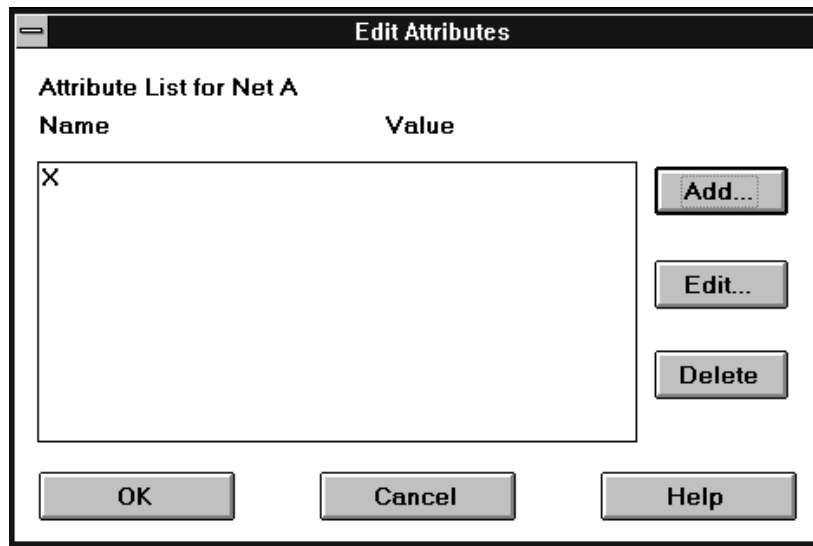 Edit Attributes
Attribute List for Net A
Name Value
X
Add...
Edit...
Delete
OK Cancel Help